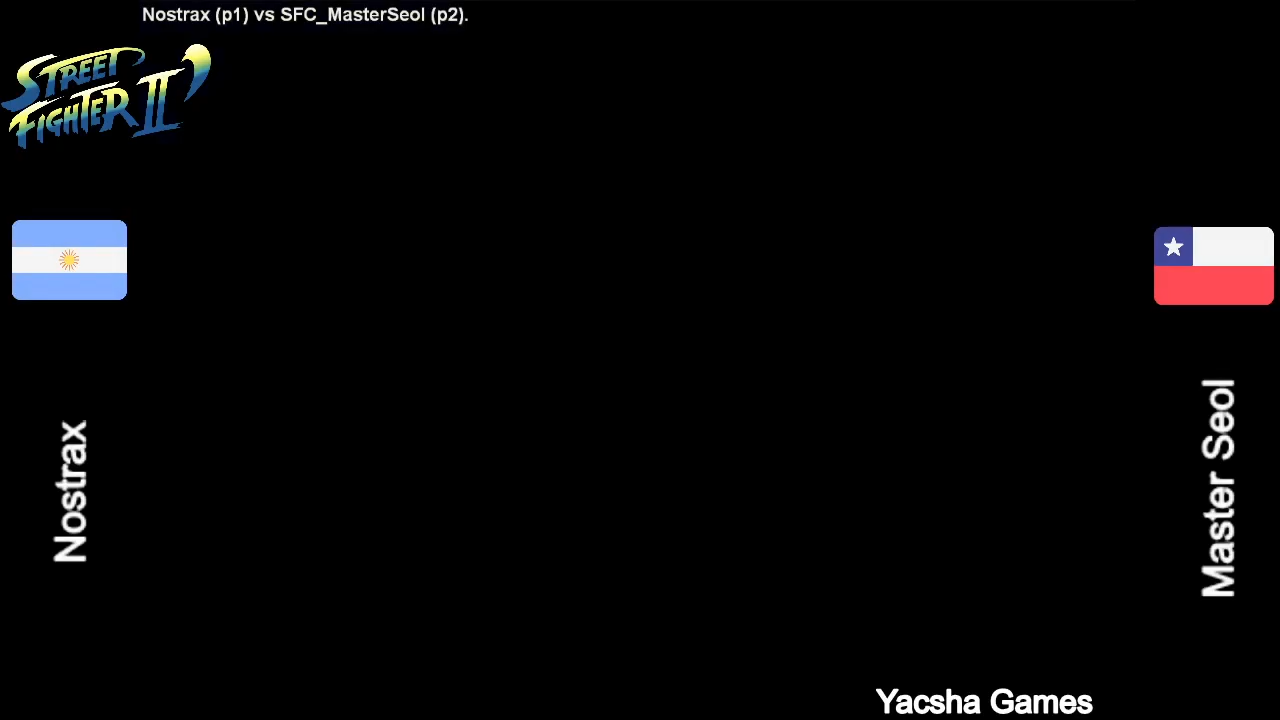 Nostrax (p1) vs SFC_MasterSeol (p2).
STREET
FIGHTER II'
Nostrax
Master Seol
Yacsha Games